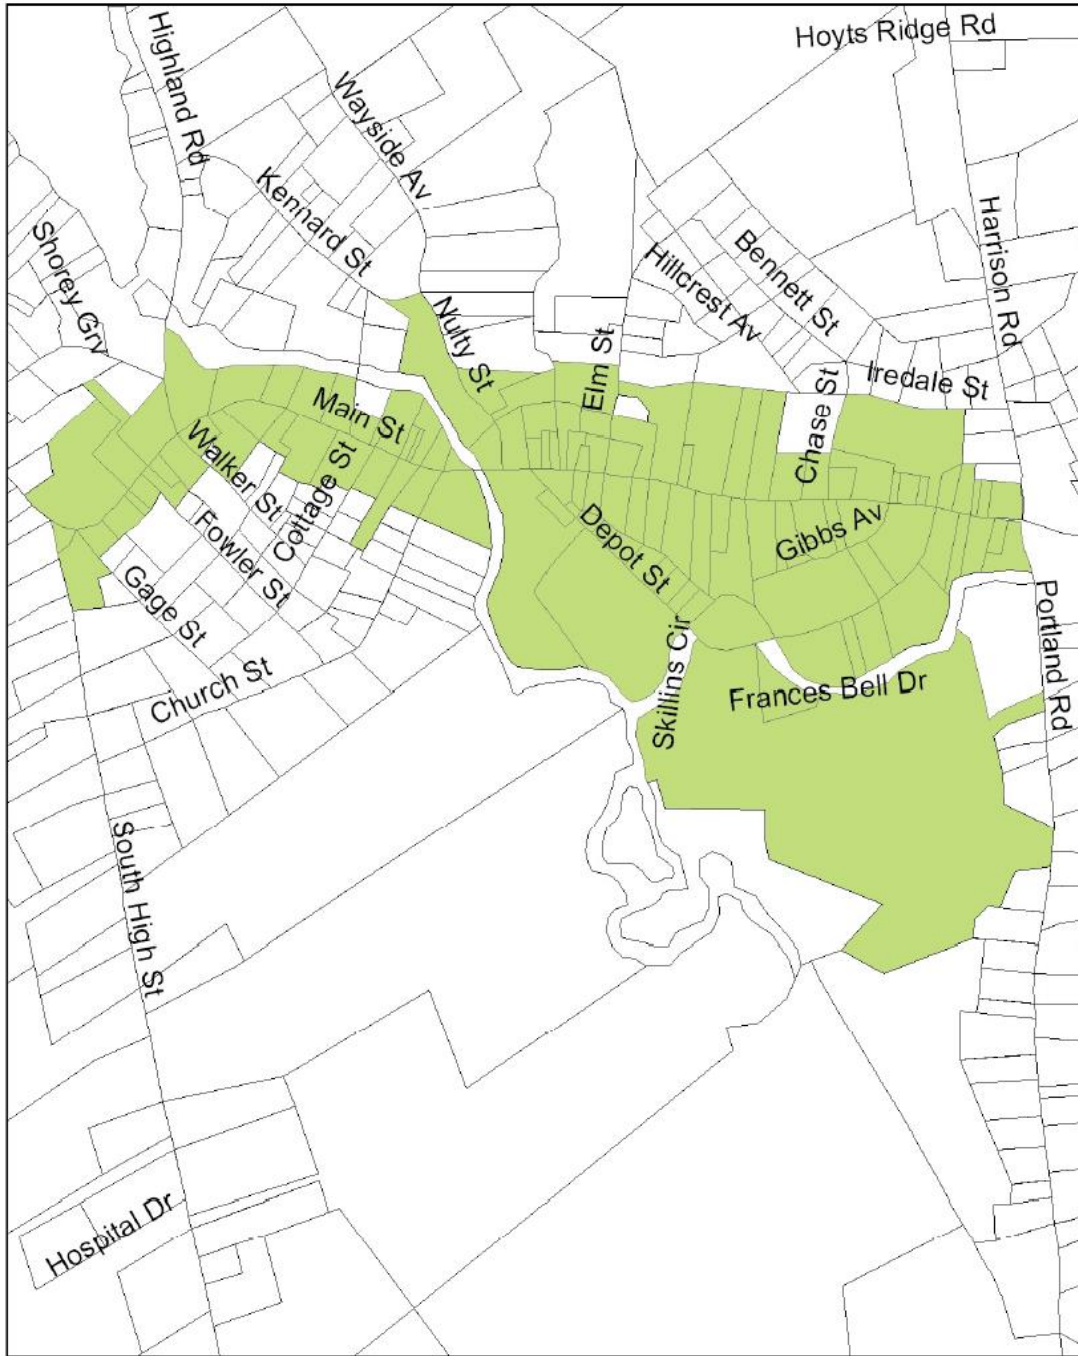 Hoyts Ridge Rd
Highland Rd
Wayside Av
Kennard St
Shorey Grv
Harrison Rd
Bennett St
Hillcrest Av
Nulty St
Elm St
Iredale St
Main St
Chase St
Walker St
Cottage St
Fowler St
Depot St
Gibbs Av
Gage St
Church St
Skillins Cir
Frances Bell Dr
Portland Rd
South High St
Hospital Dr